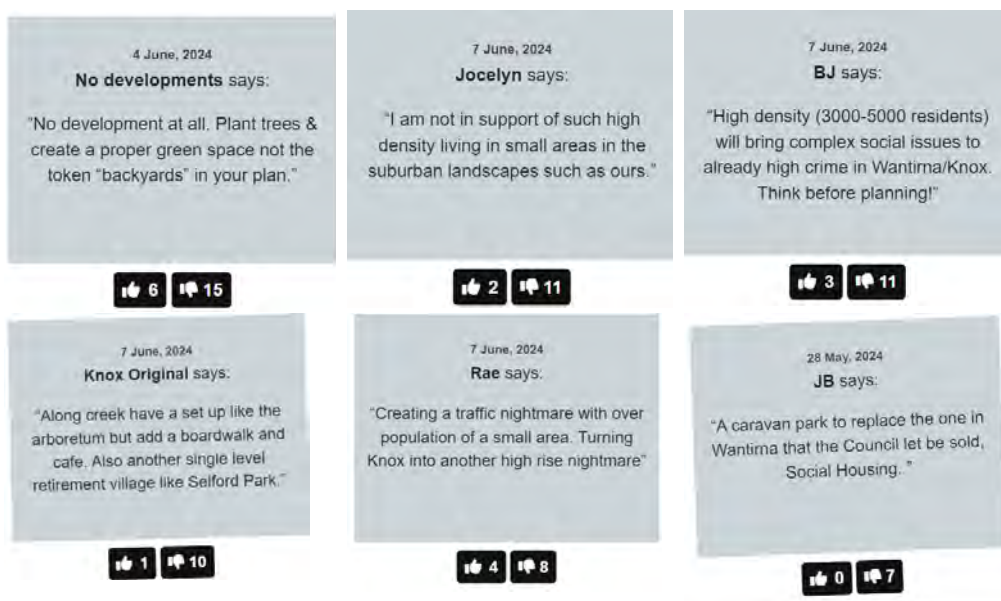 4 June, 2024
No developments says:
“No development at all. Plant trees &
create a proper green space not the
token “backyards” in your plan.”
6 15
7 June, 2024
Jocelyn says:
“I am not in support of such high
density living in small areas in the
suburban landscapes such as ours.”
2 11
7 June, 2024
BJ says:
“High density (3000-5000 residents)
will bring complex social issues to
already high crime in Wantirna/Knox.
Think before planning!”
3 11
7 June, 2024
Knox Original says:
“Along creek have a set up like the
arboretum but add a boardwalk and
cafe. Also another single level
retirement village like Selford Park.”
1 10
7 June, 2024
Rae says:
“Creating a traffic nightmare with over
population of a small area. Turning
Knox into another high rise nightmare”
4 8
28 May, 2024
JB says:
“A caravan park to replace the one in
Wantirna that the Council let be sold,
Social Housing. ”
0 7